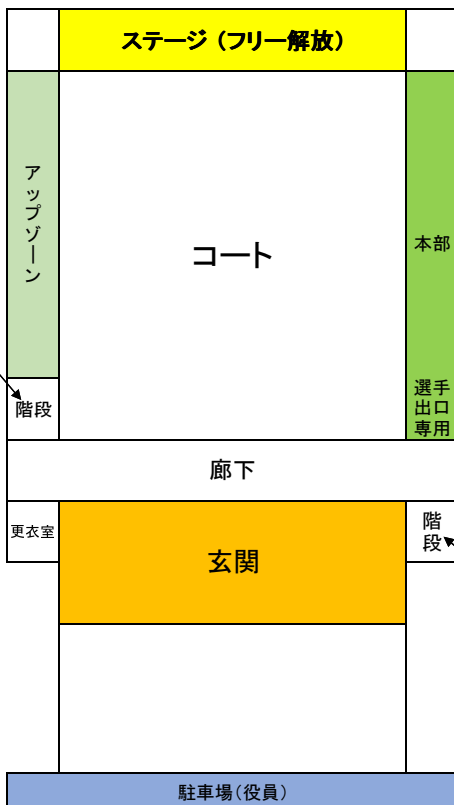 ステージ（フリー解放）
アップゾーン
コート
本部
選手
出口
専用
階段
廊下
更衣室
玄関
階
段
駐車場（役員）